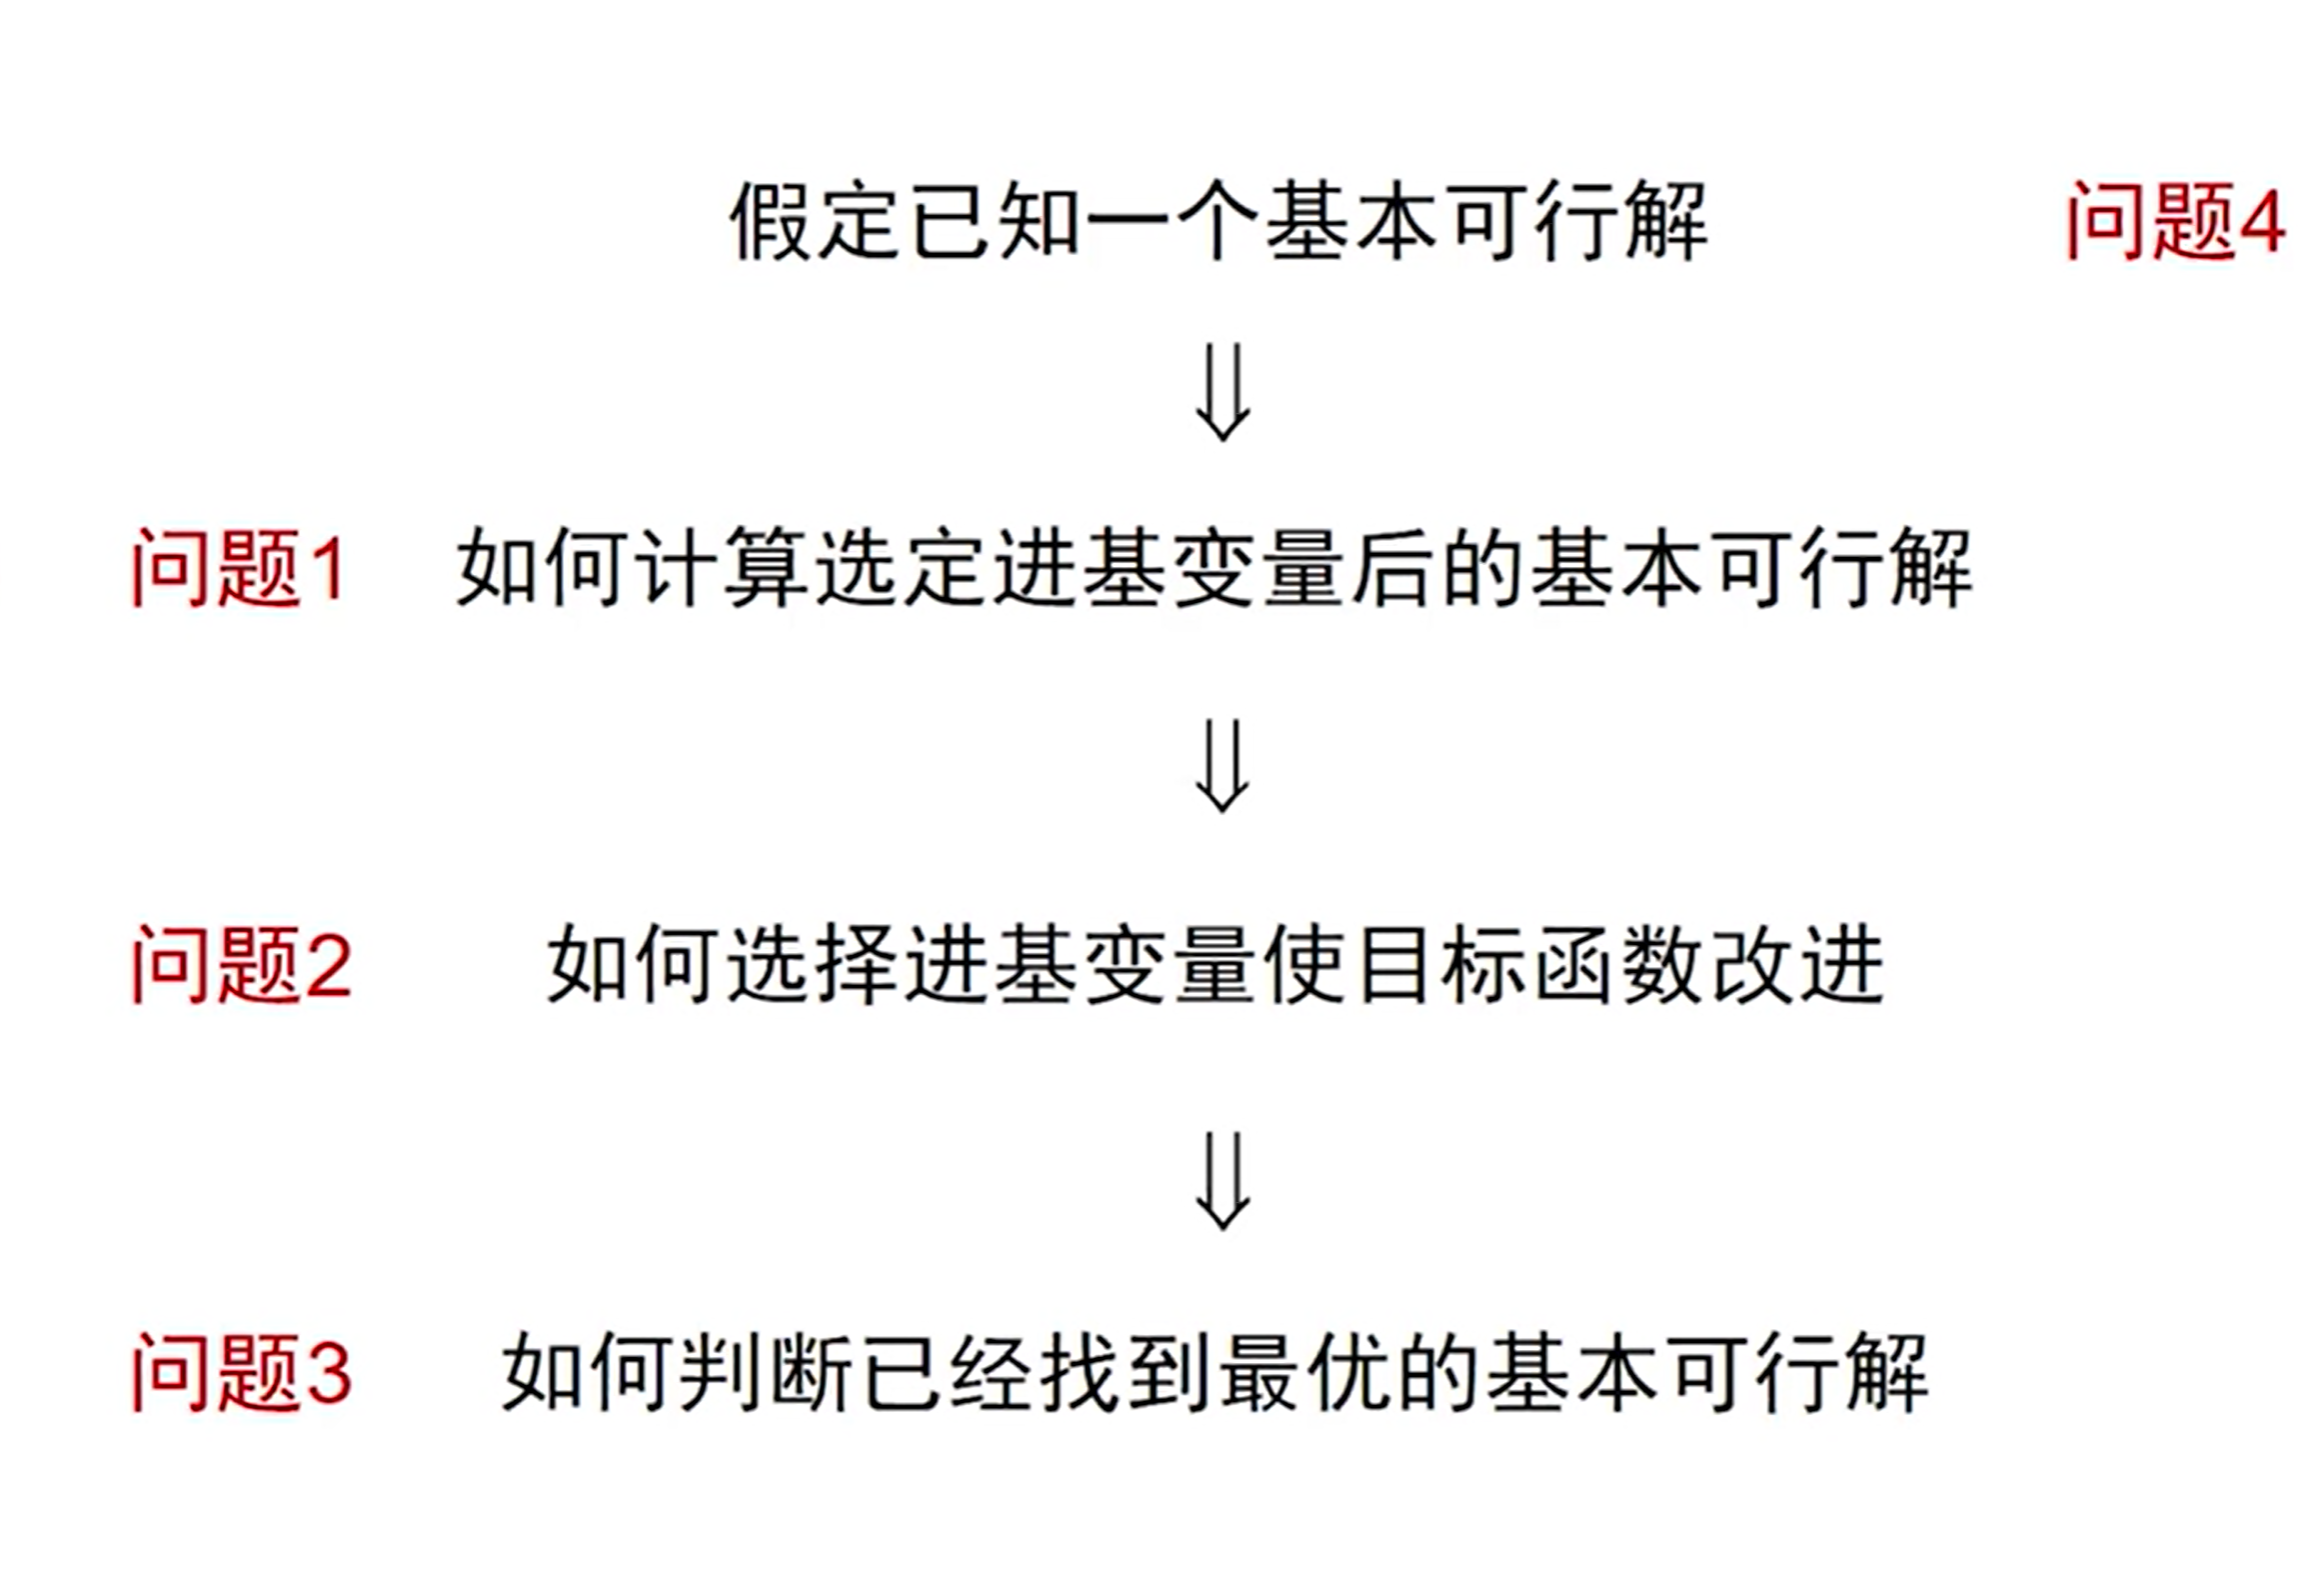 假定已知一个基本可行解 问题4
⇓
问题1 如何计算选定进基变量后的基本可行解
⇓
问题2 如何选择进基变量使目标函数改进
⇓
问题3 如何判断已经找到最优的基本可行解